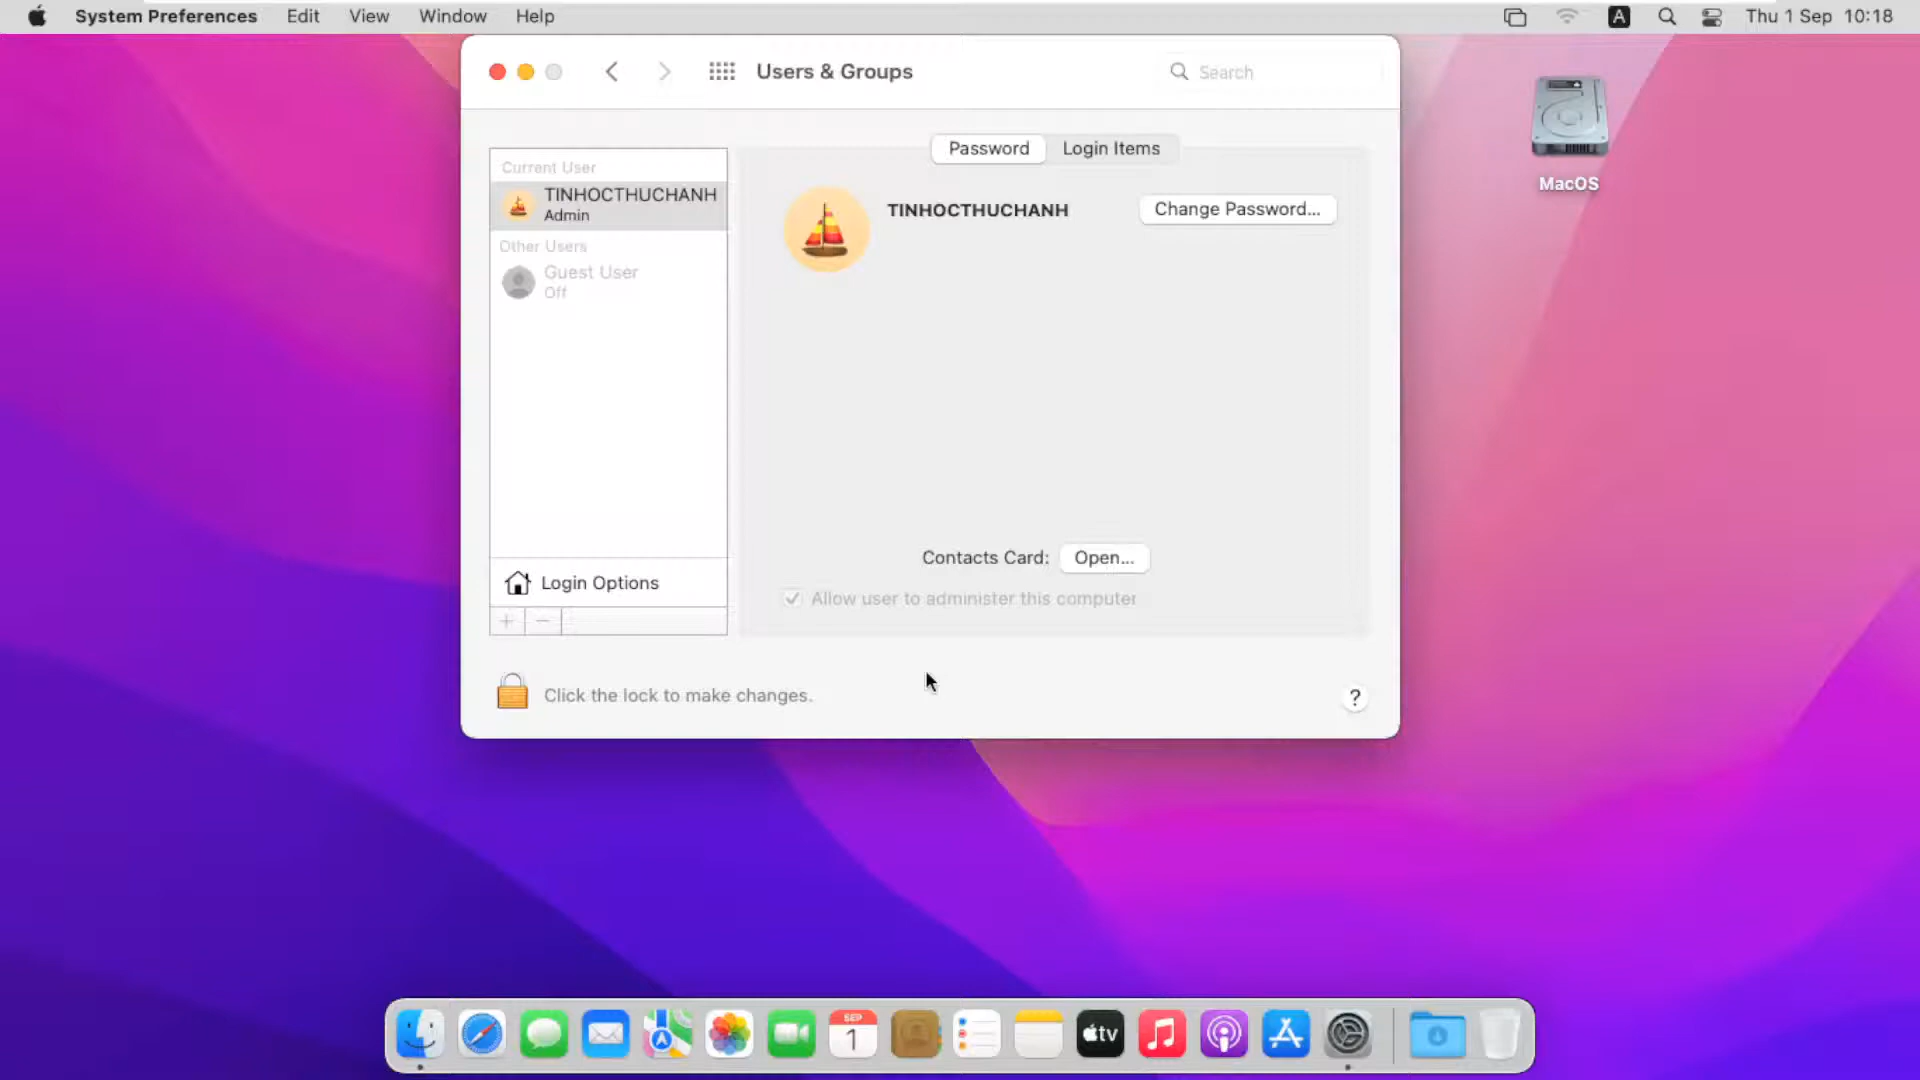 System Preferences Edit View Window Help A Thu 1 Sep 10:18
Users & Groups
Search
Password Login Items
Current User
TINHOCTHUCHANH
Admin
Other Users
Guest User
Off
Login Options
TINHOCTHUCHANH
Change Password...
Contacts Card: Open...
Allow user to administer this computer
Click the lock to make changes.
?
MacOS
SEP
1
tv